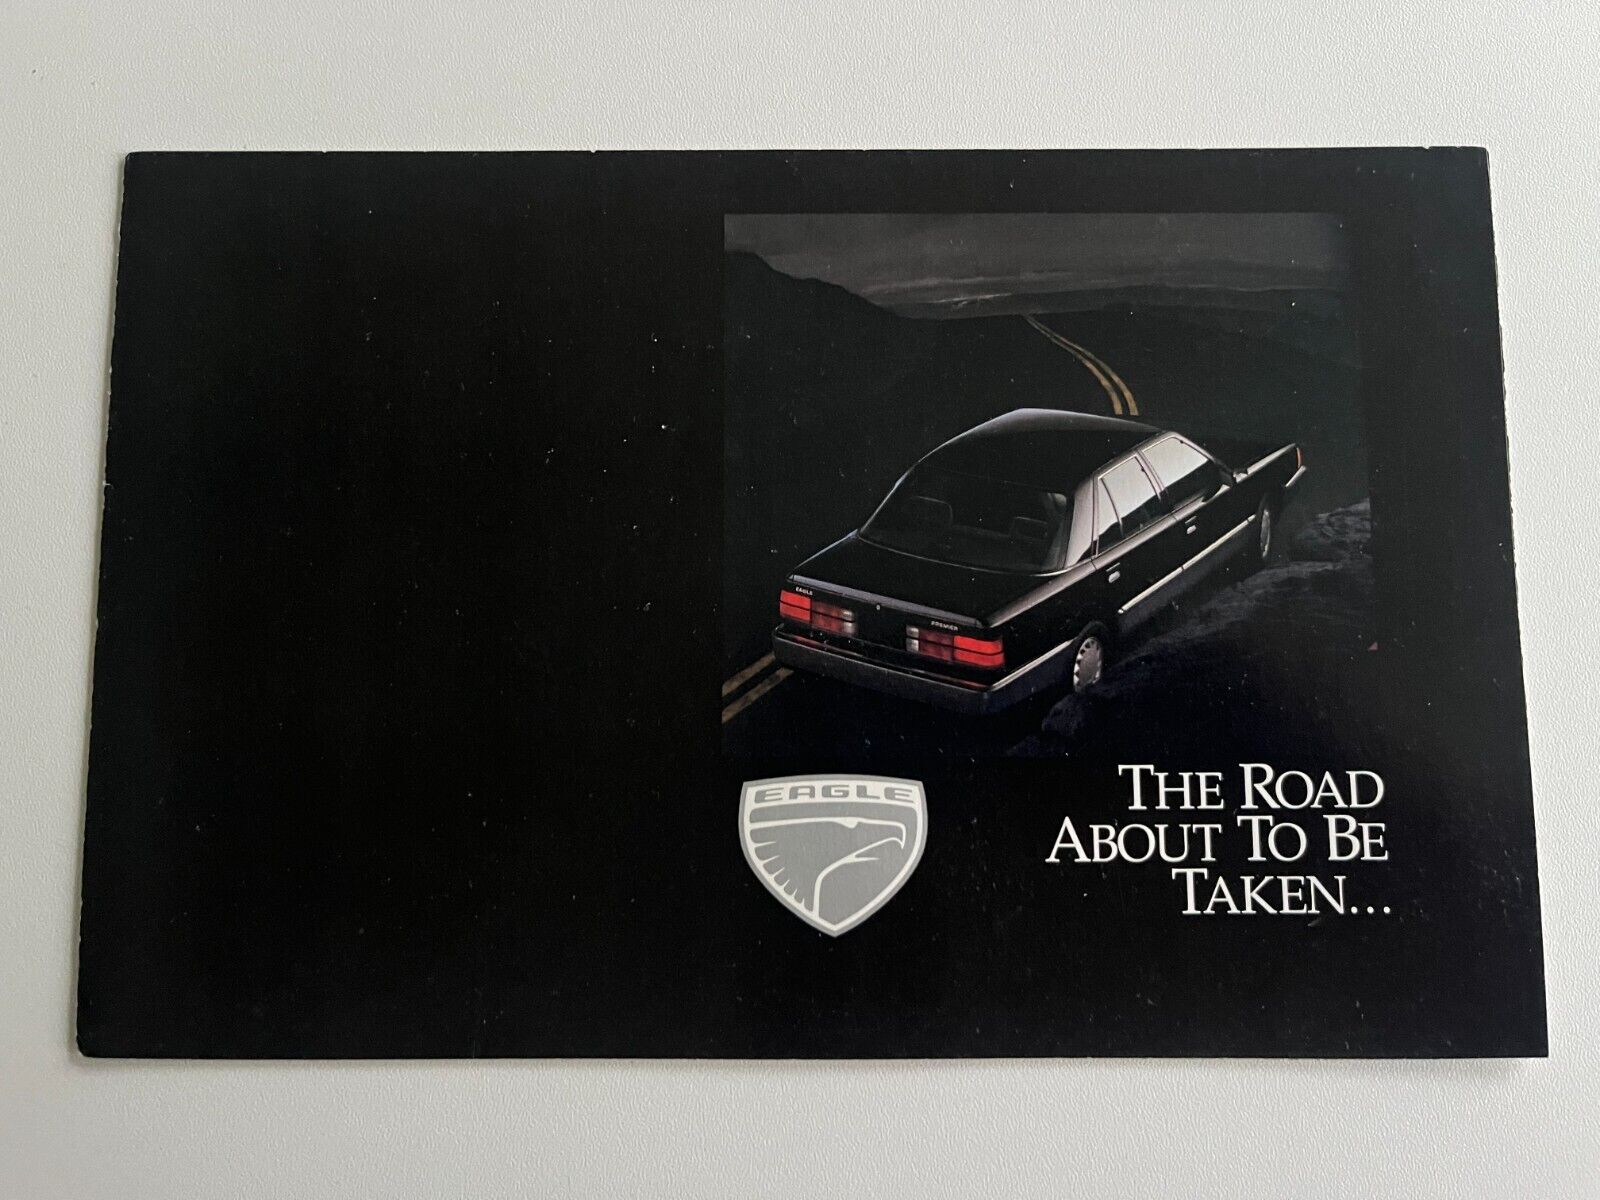 EAGLE
PREMIER
EAGLE
THE ROAD
ABOUT TO BE
TAKEN...